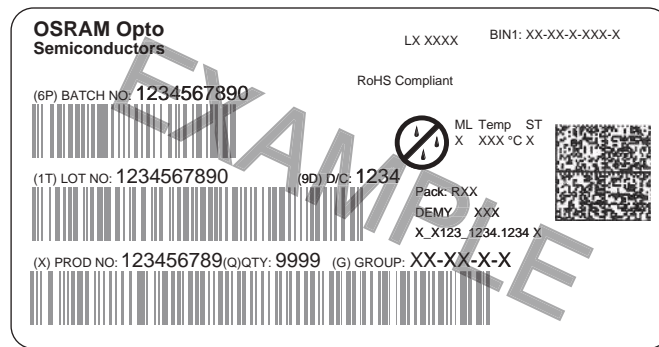 OSRAM Opto
Semiconductors
LX XXXX
BIN1: XX-XX-X-XXX-X
RoHS Compliant
(6P) BATCH NO: 1234567890
ML Temp ST
X XXX °C X
(1T) LOT NO: 1234567890 (9D) D/C: 1234
Pack: RXX
DEMY XXX
X_X123_1234.1234 X
(X) PROD NO: 123456789(Q)QTY: 9999 (G) GROUP: XX-XX-X-X
EXAMPLE